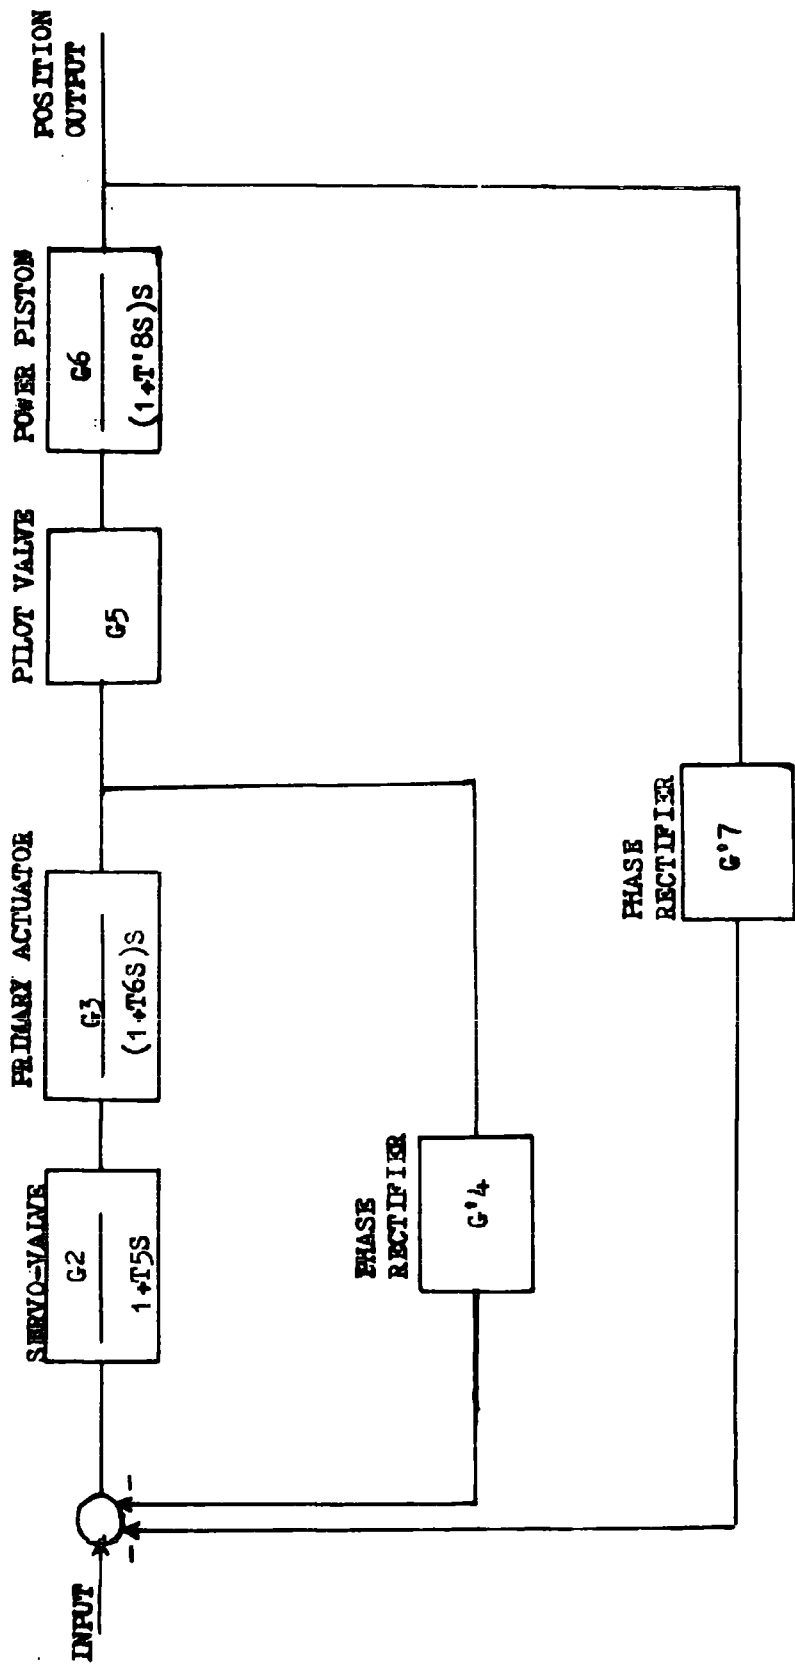 INPUT
SERVO-VALVE
G2
1+T5S
PRIMARY ACTUATOR
G3
(1+T6S)S
PILOT VALVE
G5
POWER PISTON
G6
(1+T'8S)S
POSITION
OUTPUT
-
-
PHASE
RECTIFIER
G'4
PHASE
RECTIFIER
G'7